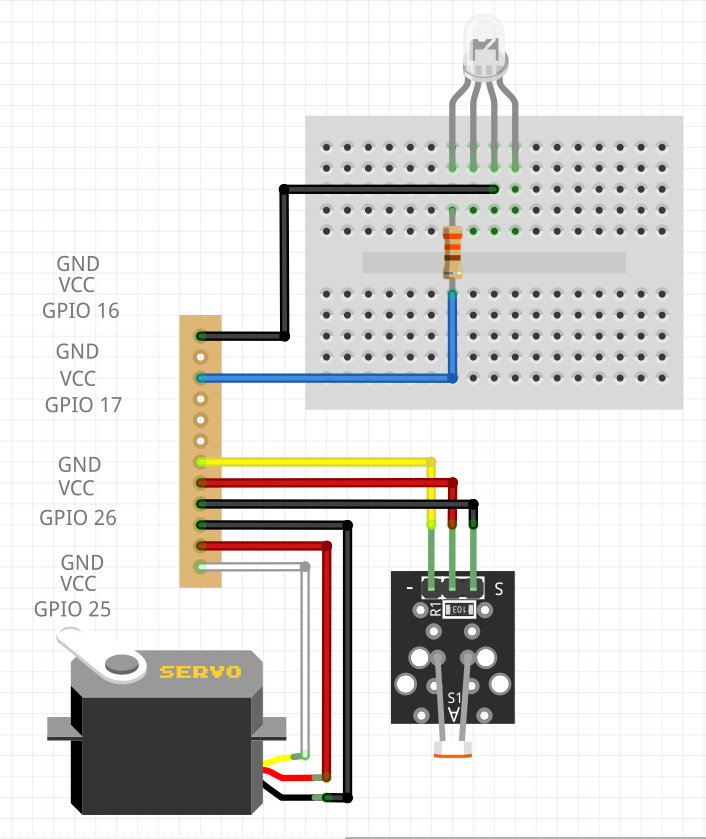 GND
VCC
GPIO 16
GND
VCC
GPIO 17
GND
VCC
GPIO 26
GND
VCC
GPIO 25
SERVO
-
S
R1
103
S1
A